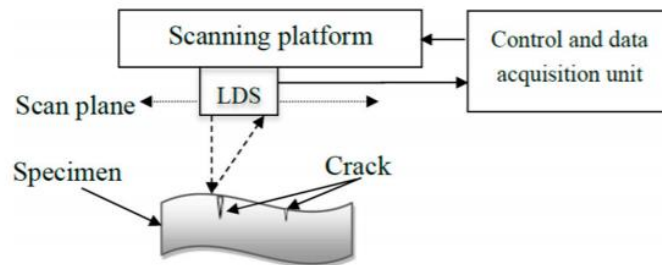 Scanning platform
Control and data
acquisition unit
LDS
Scan plane
Specimen
Crack